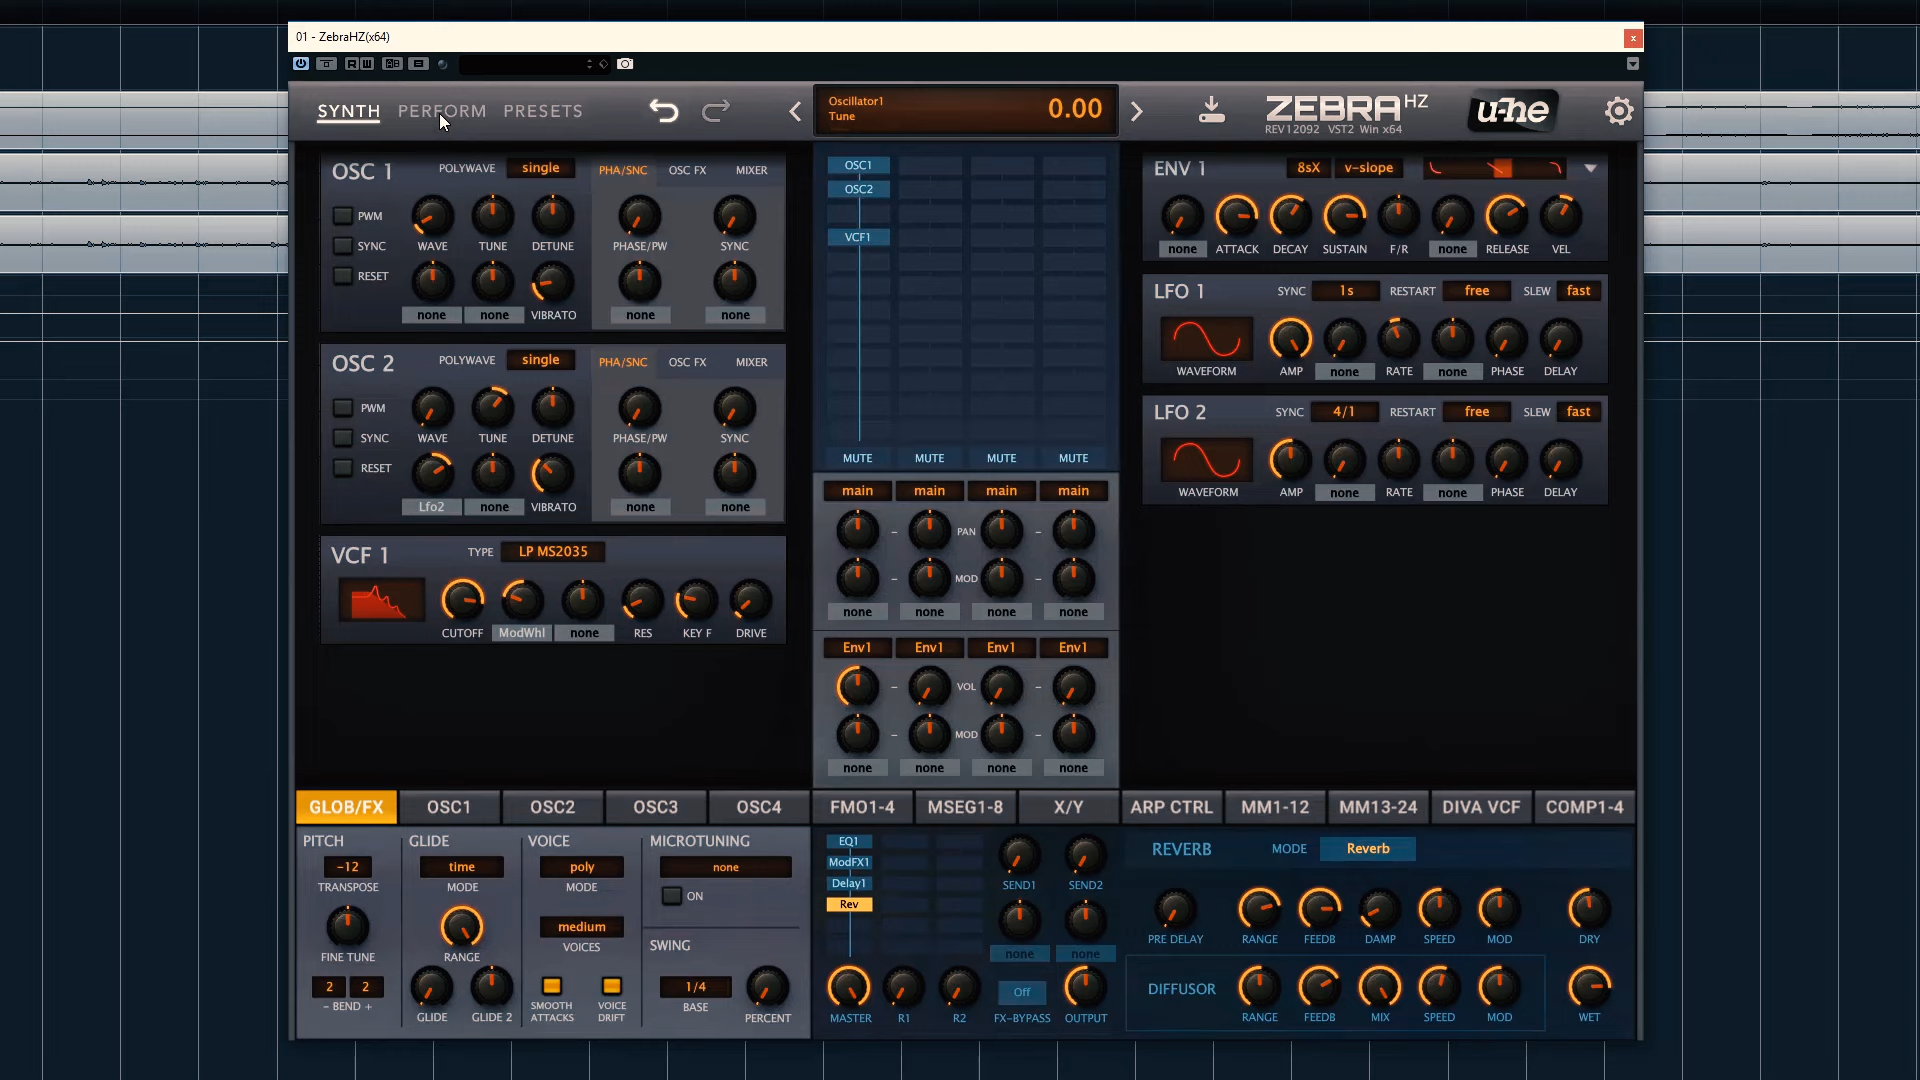 01 - ZebraHZ(x64)
x
R W
SYNTH PERFORM PRESETS
Oscillator1
Tune
0.00
ZEBRA HZ
REV12092 VST2 Win x64
u-he
OSC 1
POLYWAVE single PHA/SNC OSC FX MIXER
PWM
SYNC
RESET
WAVE TUNE DETUNE PHASE/PW SYNC
none none VIBRATO none none
OSC 2
POLYWAVE single PHA/SNC OSC FX MIXER
PWM
SYNC
RESET
WAVE TUNE DETUNE PHASE/PW SYNC
Lfo2 none VIBRATO none none
VCF 1
TYPE LP MS2035
CUTOFF ModWhl none RES KEY F DRIVE
OSC1
OSC2
VCF1
MUTE MUTE MUTE MUTE
main main main main
PAN
MOD
none none none none
Env1 Env1 Env1 Env1
VOL
MOD
none none none none
ENV 1
8sX v-slope
none ATTACK DECAY SUSTAIN F/R none RELEASE VEL
LFO 1
SYNC 1s RESTART free SLEW fast
WAVEFORM AMP none RATE none PHASE DELAY
LFO 2
SYNC 4/1 RESTART free SLEW fast
WAVEFORM AMP none RATE none PHASE DELAY
GLOB/FX OSC1 OSC2 OSC3 OSC4 FMO1-4 MSEG1-8 X/Y ARP CTRL MM1-12 MM13-24 DIVA VCF COMP1-4
PITCH
-12
TRANSPOSE
FINE TUNE
2 2
- BEND +
GLIDE
time
MODE
RANGE
GLIDE GLIDE 2
VOICE
poly
MODE
medium
VOICES
SMOOTH ATTACKS
VOICE DRIFT
MICROTUNING
none
ON
SWING
1/4
BASE
PERCENT
EQ1
ModFX1
Delay1
Rev
SEND1 SEND2
none none
Off
MASTER R1 R2 FX-BYPASS OUTPUT
REVERB
MODE Reverb
PRE DELAY RANGE FEEDB DAMP SPEED MOD DRY
DIFFUSOR
RANGE FEEDB MIX SPEED MOD WET